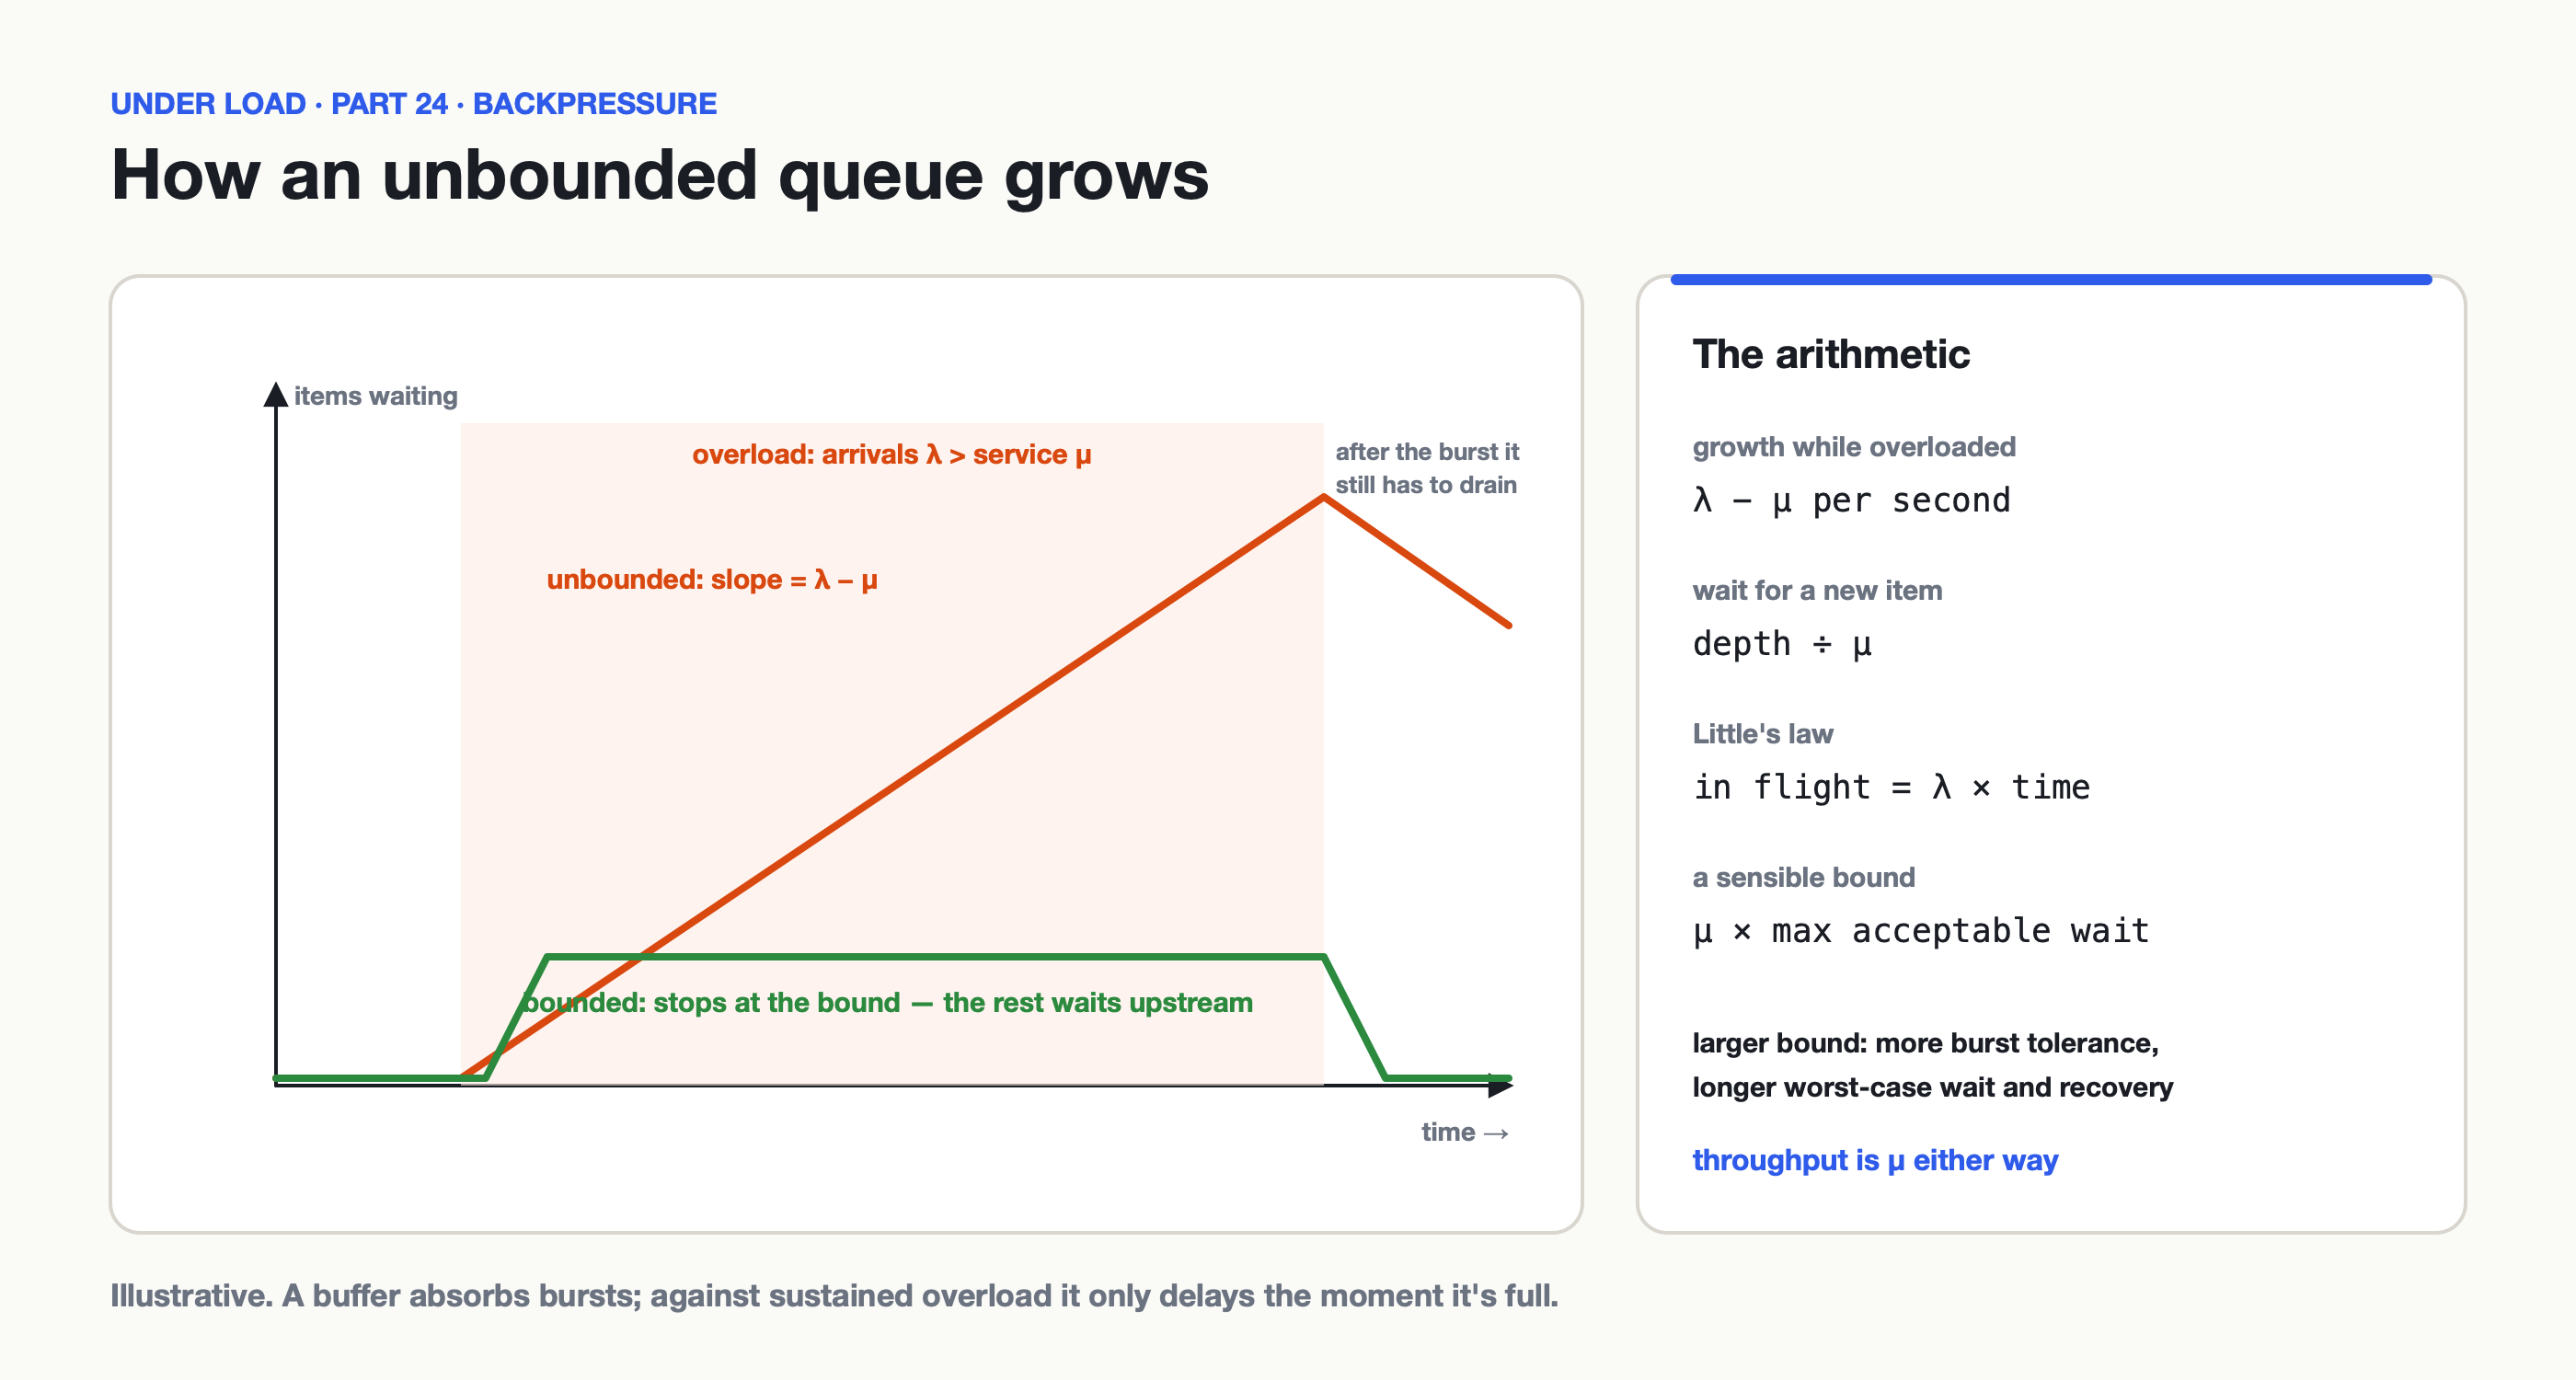 UNDER LOAD · PART 24 · BACKPRESSURE
How an unbounded queue grows
items waiting
overload: arrivals λ > service μ
after the burst it
still has to drain
unbounded: slope = λ – μ
bounded: stops at the bound — the rest waits upstream
time →
The arithmetic
growth while overloaded
λ − μ per second
wait for a new item
depth ÷ μ
Little's law
in flight = λ × time
a sensible bound
μ × max acceptable wait
larger bound: more burst tolerance,
longer worst-case wait and recovery
throughput is μ either way
Illustrative. A buffer absorbs bursts; against sustained overload it only delays the moment it's full.